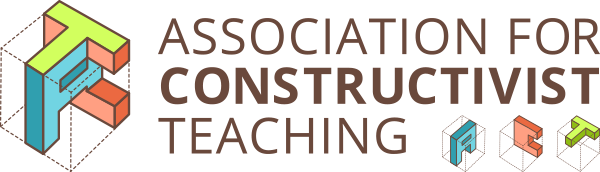 ASSOCIATION FOR
CONSTRUCTIVIST
TEACHING
A C T